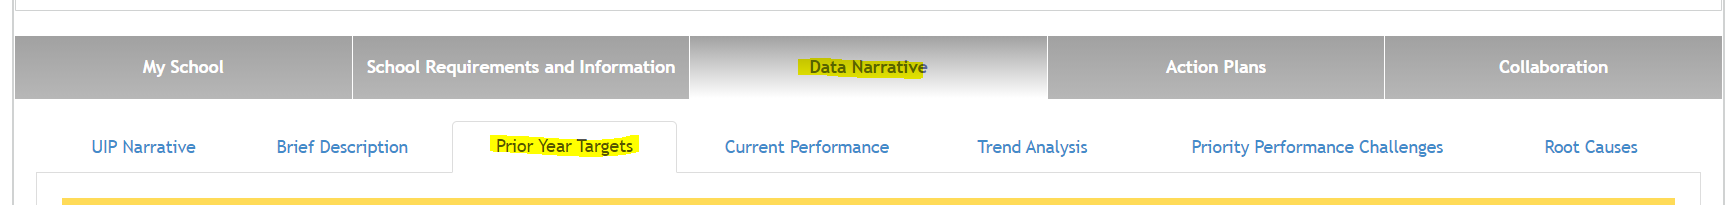 My School School Requirements and Information Data Narrative Action Plans Collaboration
UIP Narrative Brief Description Prior Year Targets Current Performance Trend Analysis Priority Performance Challenges Root Causes